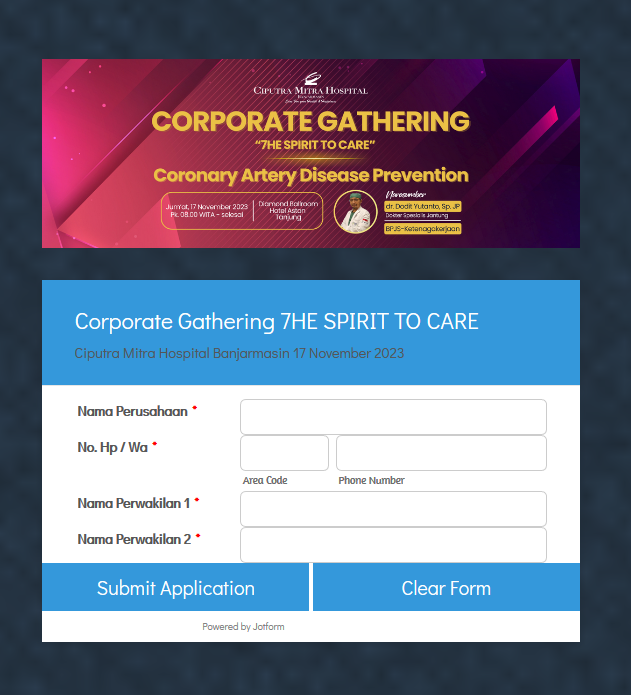 CIPUTRA MITRA HOSPITAL
BANJARMASIN
CORPORATE GATHERING
"7HE SPIRIT TO CARE"
Coronary Artery Disease Prevention
Jum'at, 17 November 2023
Pk. 08.00 WITA - selesai
Diamond Ballroom
Hotel Aston
Tanjung
Narasumber
dr. Dodit Yutanto, Sp. JP
Dokter Spesialis Jantung
BPJS-Ketenagakerjaan
Corporate Gathering 7HE SPIRIT TO CARE
Ciputra Mitra Hospital Banjarmasin 17 November 2023
Nama Perusahaan *
No. Hp / Wa *
Area Code Phone Number
Nama Perwakilan 1 *
Nama Perwakilan 2 *
Submit Application Clear Form
Powered by Jotform